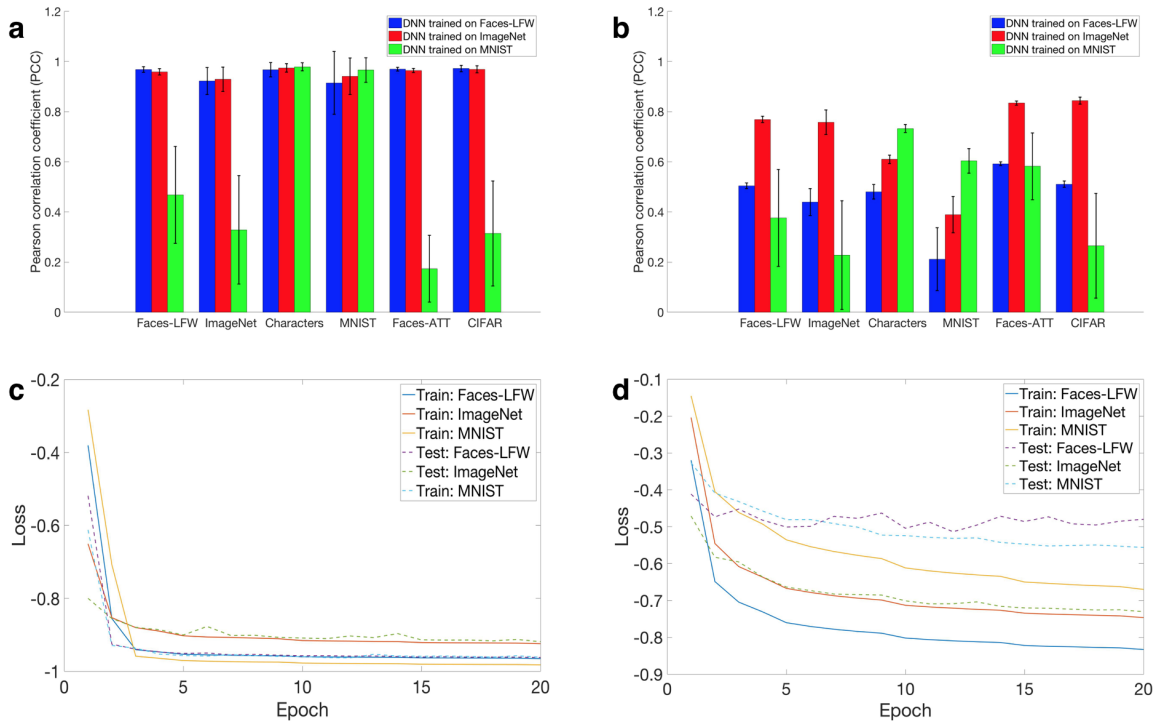 a
Pearson correlation coefficient (PCC)
1.2
1
0.8
0.6
0.4
0.2
0
DNN trained on Faces-LFW
DNN trained on ImageNet
DNN trained on MNIST
Faces-LFW ImageNet Characters MNIST Faces-ATT CIFAR
b
Pearson correlation coefficient (PCC)
1.2
1
0.8
0.6
0.4
0.2
0
DNN trained on Faces-LFW
DNN trained on ImageNet
DNN trained on MNIST
Faces-LFW ImageNet Characters MNIST Faces-ATT CIFAR
c
Loss
-0.2
-0.4
-0.6
-0.8
-1
Train: Faces-LFW
Train: ImageNet
Train: MNIST
Test: Faces-LFW
Test: ImageNet
Train: MNIST
0 5 10 15 20
Epoch
d
Loss
-0.1
-0.2
-0.3
-0.4
-0.5
-0.6
-0.7
-0.8
-0.9
Train: Faces-LFW
Train: ImageNet
Train: MNIST
Test: Faces-LFW
Test: ImageNet
Test: MNIST
0 5 10 15 20
Epoch